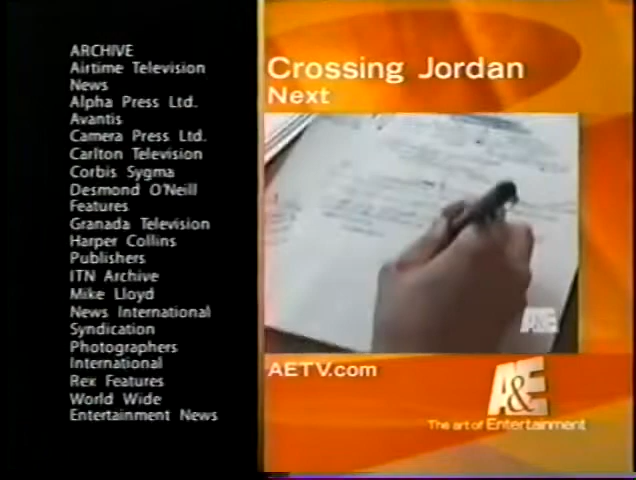 ARCHIVE
Airtime Television
News
Alpha Press Ltd.
Avantis
Camera Press Ltd.
Carlton Television
Corbis Sygma
Desmond O'Neill
Features
Granada Television
Harper Collins
Publishers
ITN Archive
Mike Lloyd
News International
Syndication
Photographers
International
Rex Features
World Wide
Entertainment News
Crossing Jordan
Next
A&E
AETV.com
A&E
The art of Entertainment